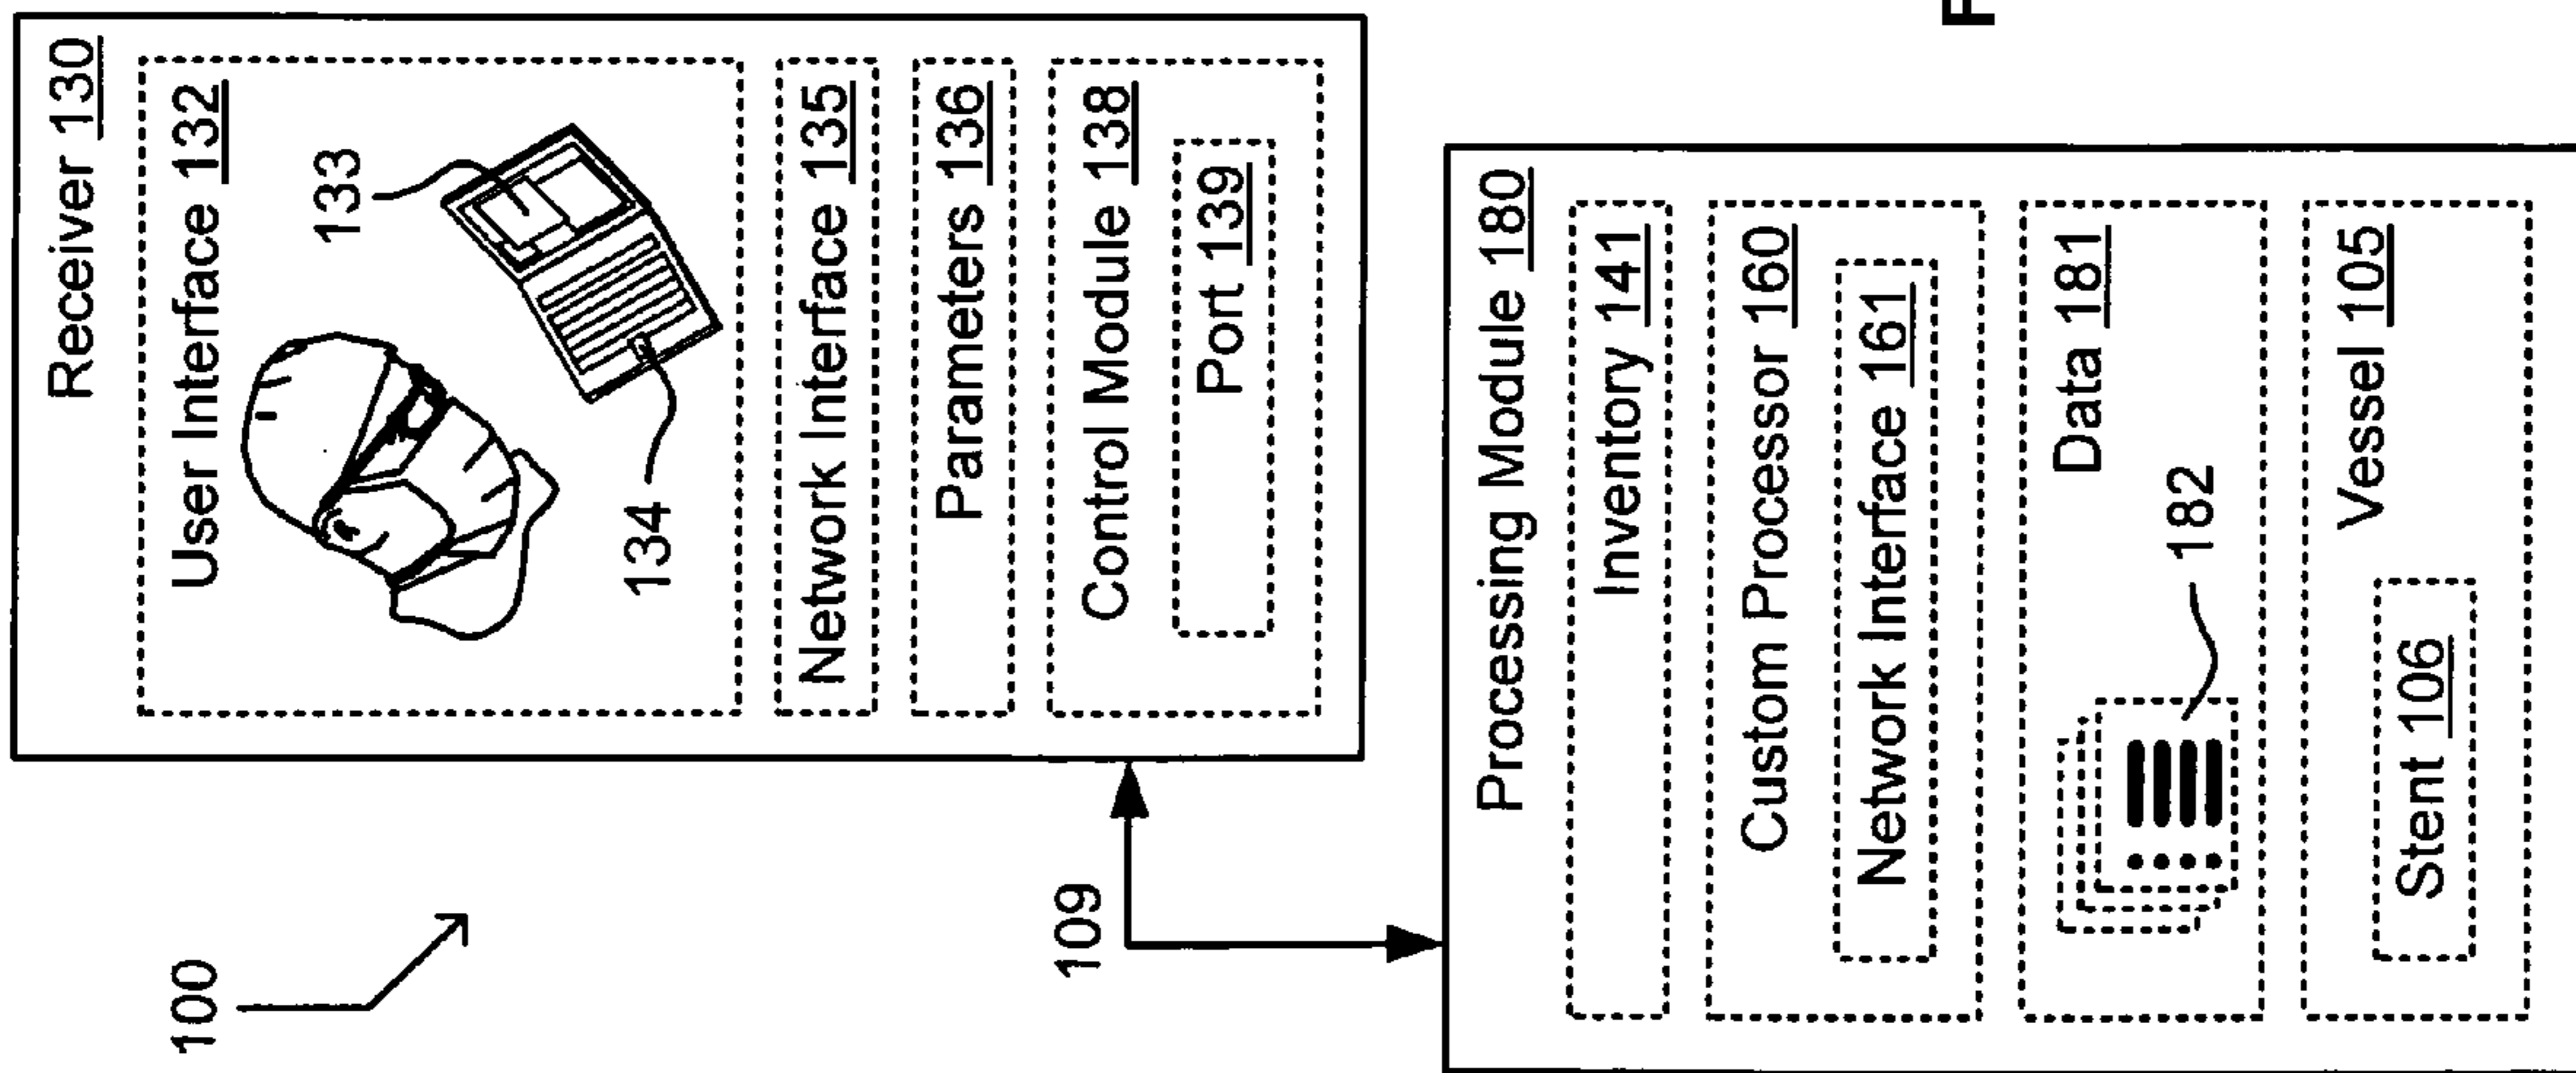 100
Receiver 130
User Interface 132
133
134
Network Interface 135
Parameters 136
Control Module 138
Port 139
109
Processing Module 180
Inventory 141
Custom Processor 160
Network Interface 161
Data 181
182
Vessel 105
Stent 106
F